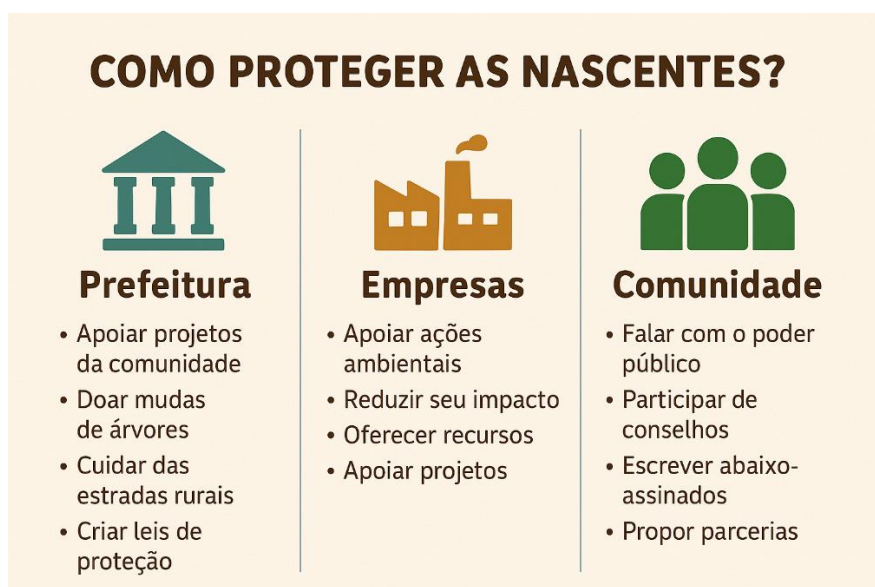 COMO PROTEGER AS NASCENTES?
Prefeitura
• Apoiar projetos
da comunidade
• Doar mudas
de árvores
• Cuidar das
estradas rurais
• Criar leis de
proteção
Empresas
• Apoiar ações
ambientais
• Reduzir seu impacto
• Oferecer recursos
• Apoiar projetos
Comunidade
• Falar com o poder
público
• Participar de
conselhos
• Escrever abaixo-
assinados
• Propor parcerias